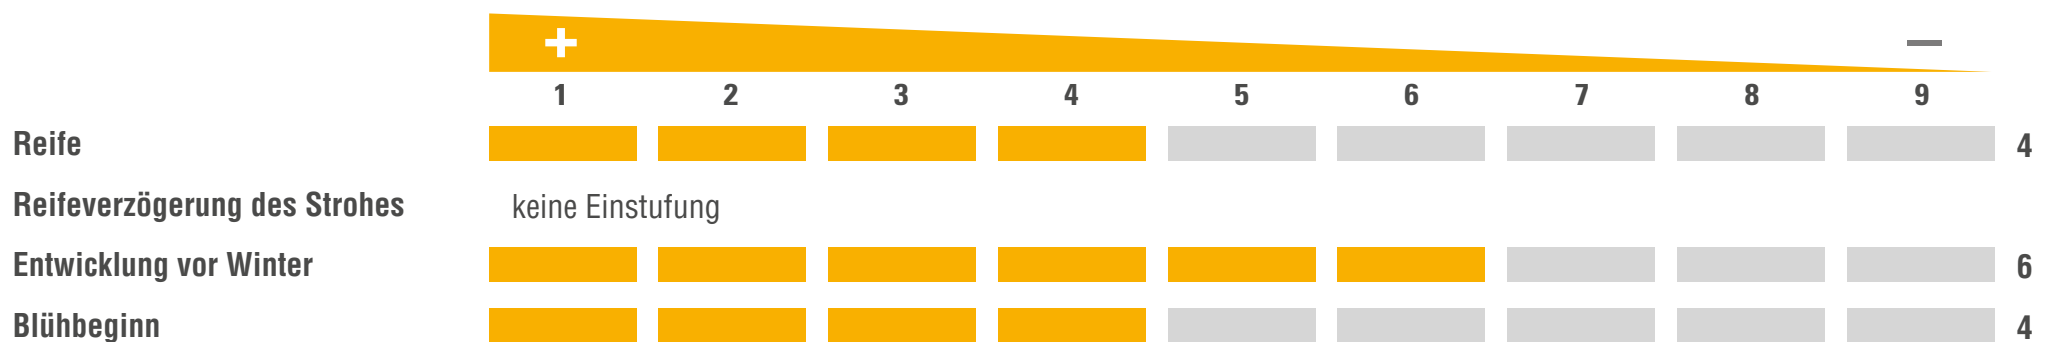 + −
1 2 3 4 5 6 7 8 9
Reife 4
Reifeverzögerung des Strohes keine Einstufung
Entwicklung vor Winter 6
Blühbeginn 4